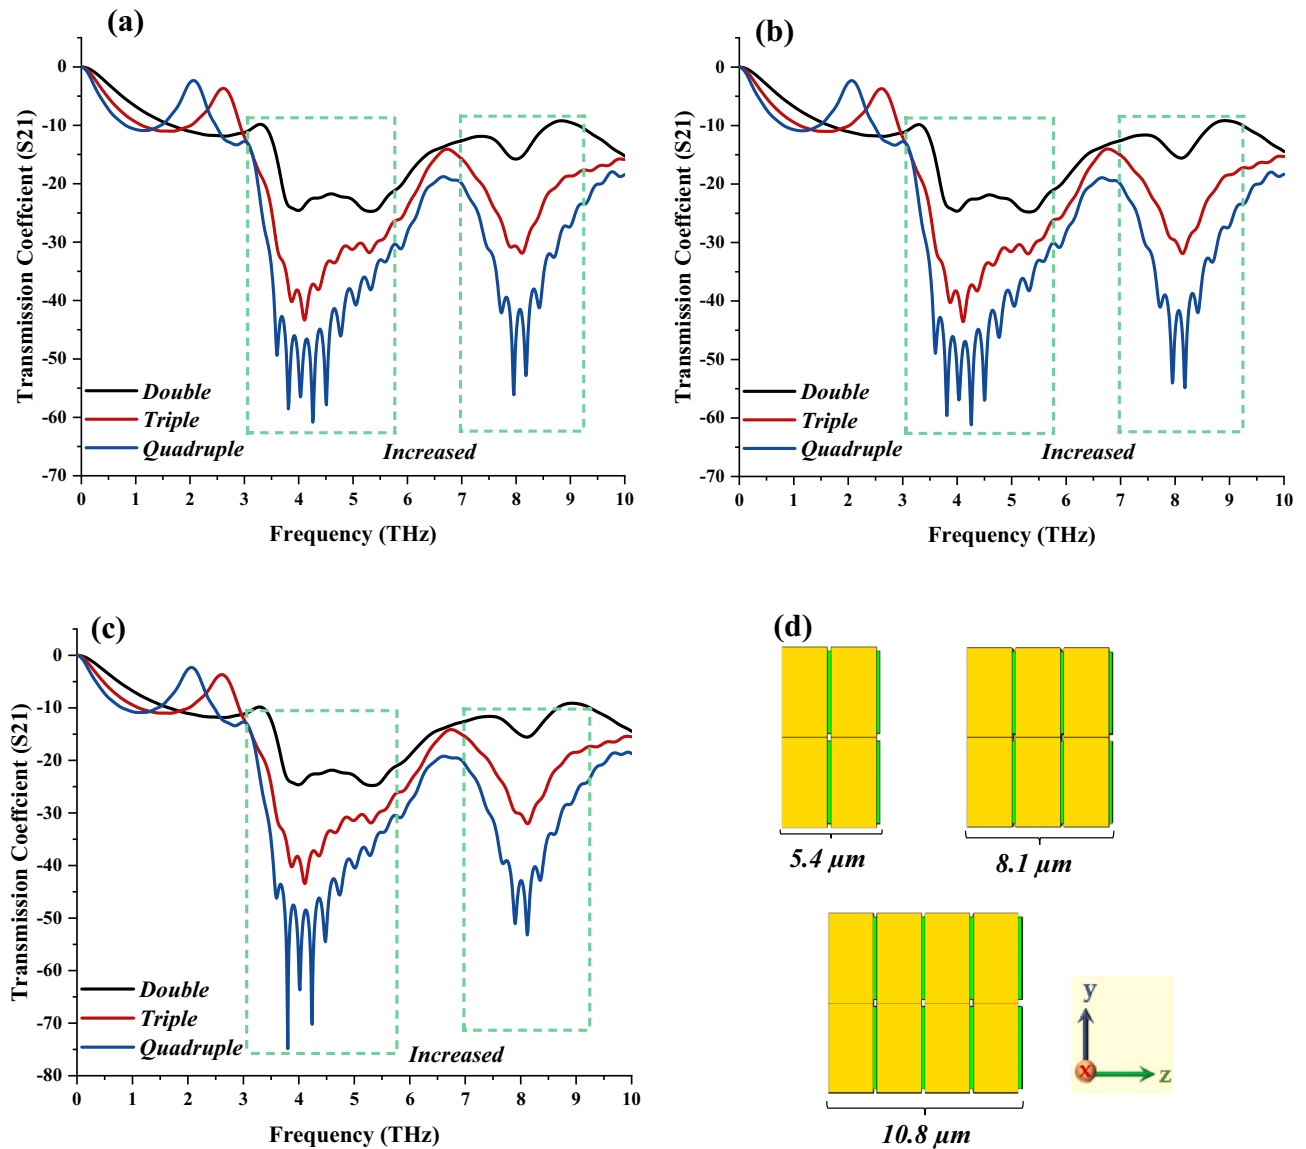 (a)
0
-10
-20
-30
-40
-50
-60
-70
Transmission Coeffcient (S21)
Double
Triple
Quadruple
Increased
0 1 2 3 4 5 6 7 8 9 10
Frequency (THz)
(b)
0
-10
-20
-30
-40
-50
-60
-70
Transmission Coeffcient (S21)
Double
Triple
Quadruple
Increased
0 1 2 3 4 5 6 7 8 9 10
Frequency (THz)
(c)
0
-10
-20
-30
-40
-50
-60
-70
-80
Transmission Coeffcient (S21)
Double
Triple
Quadruple
Increased
0 1 2 3 4 5 6 7 8 9 10
Frequency (THz)
(d)
5.4 μm
8.1 μm
10.8 μm
y
x
z